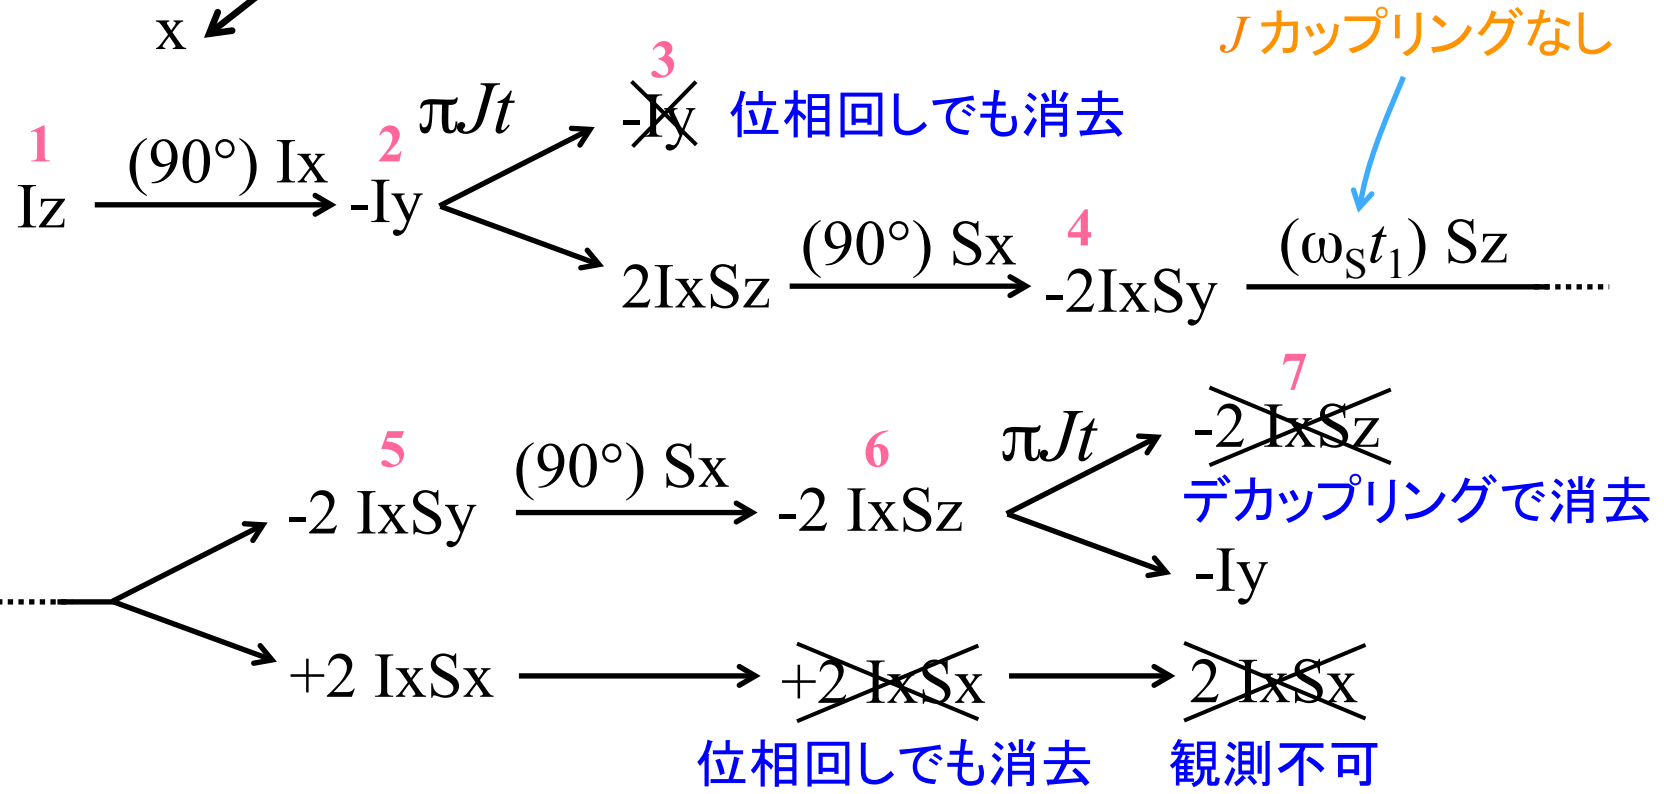 x
J カップリングなし
3
πJt
-Iy 位相回しでも消去
1 (90°) Ix 2
Iz -Iy
(90°) Sx 4 (ωSt1) Sz
2IxSz -2IxSy
7
-2 IxSz
5 (90°) Sx 6 πJt
デカップリングで消去
-2 IxSy -2 IxSz
-Iy
+2 IxSx +2 IxSx 2 IxSx
位相回しでも消去 観測不可